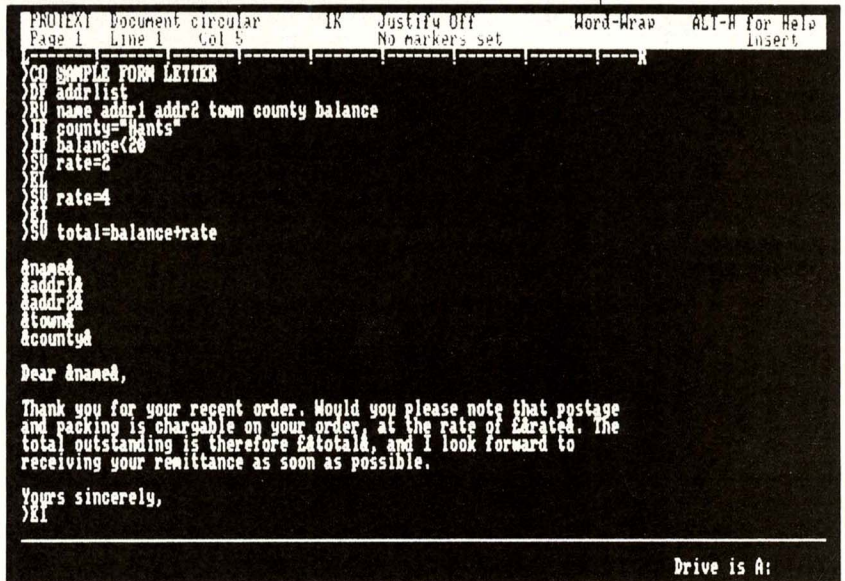 PROTEXT Document circular 1K Justify Off Word-Wrap ALT-H for Help
Page 1 Line 1 Col 5 No markers set Insert
L-------!-------!-------!-------!-------!-------!-------!-------!----R
>CO SAMPLE FORM LETTER
>DF addrlist
>RV name addr1 addr2 town county balance
>IF county="Hants"
>IF balance<20
>SV rate=2
>EL
>SV rate=4
>EI
>SV total=balance+rate
&name&
&addr1&
&addr2&
&town&
&county&
Dear &name&,
Thank you for your recent order. Would you please note that postage
and packing is chargable on your order, at the rate of £&rate&. The
total outstanding is therefore £&total&, and I look forward to
receiving your remittance as soon as possible.
Yours sincerely,
>EI
Drive is A: